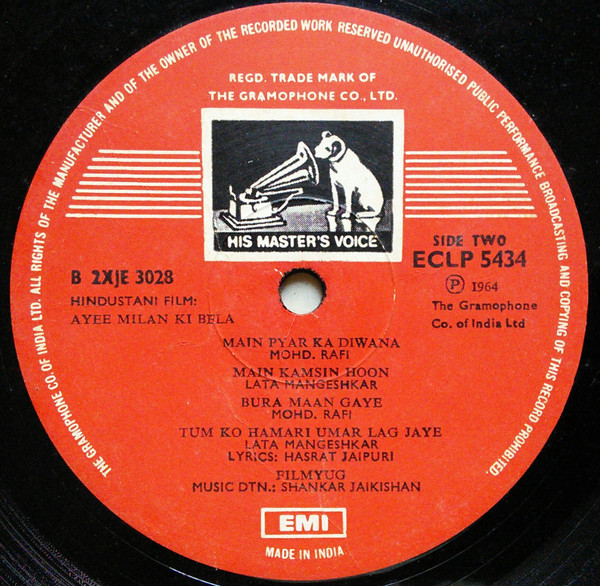 THE GRAMOPHONE CO. OF INDIA LTD. ALL RIGHTS OF THE MANUFACTURER AND OF THE OWNER OF THE RECORDED WORK RESERVED UNAUTHORISED PUBLIC PERFORMANCE BROADCASTING AND COPYING OF THIS RECORD PROHIBITED.
REGD. TRADE MARK OF
THE GRAMOPHONE CO., LTD.
HIS MASTER'S VOICE
SIDE TWO
ECLP 5434
B 2XJE 3028
Ⓟ 1964
HINDUSTANI FILM:
The Gramophone
AYEE MILAN KI BELA
Co. of India Ltd
MAIN PYAR KA DIWANA
MOHD. RAFI
MAIN KAMSIN HOON
LATA MANGESHKAR
BURA MAAN GAYE
MOHD. RAFI
TUM KO HAMARI UMAR LAG JAYE
LATA MANGESHKAR
LYRICS: HASRAT JAIPURI
FILMYUG
MUSIC DTN.: SHANKAR JAIKISHAN
EMI
MADE IN INDIA